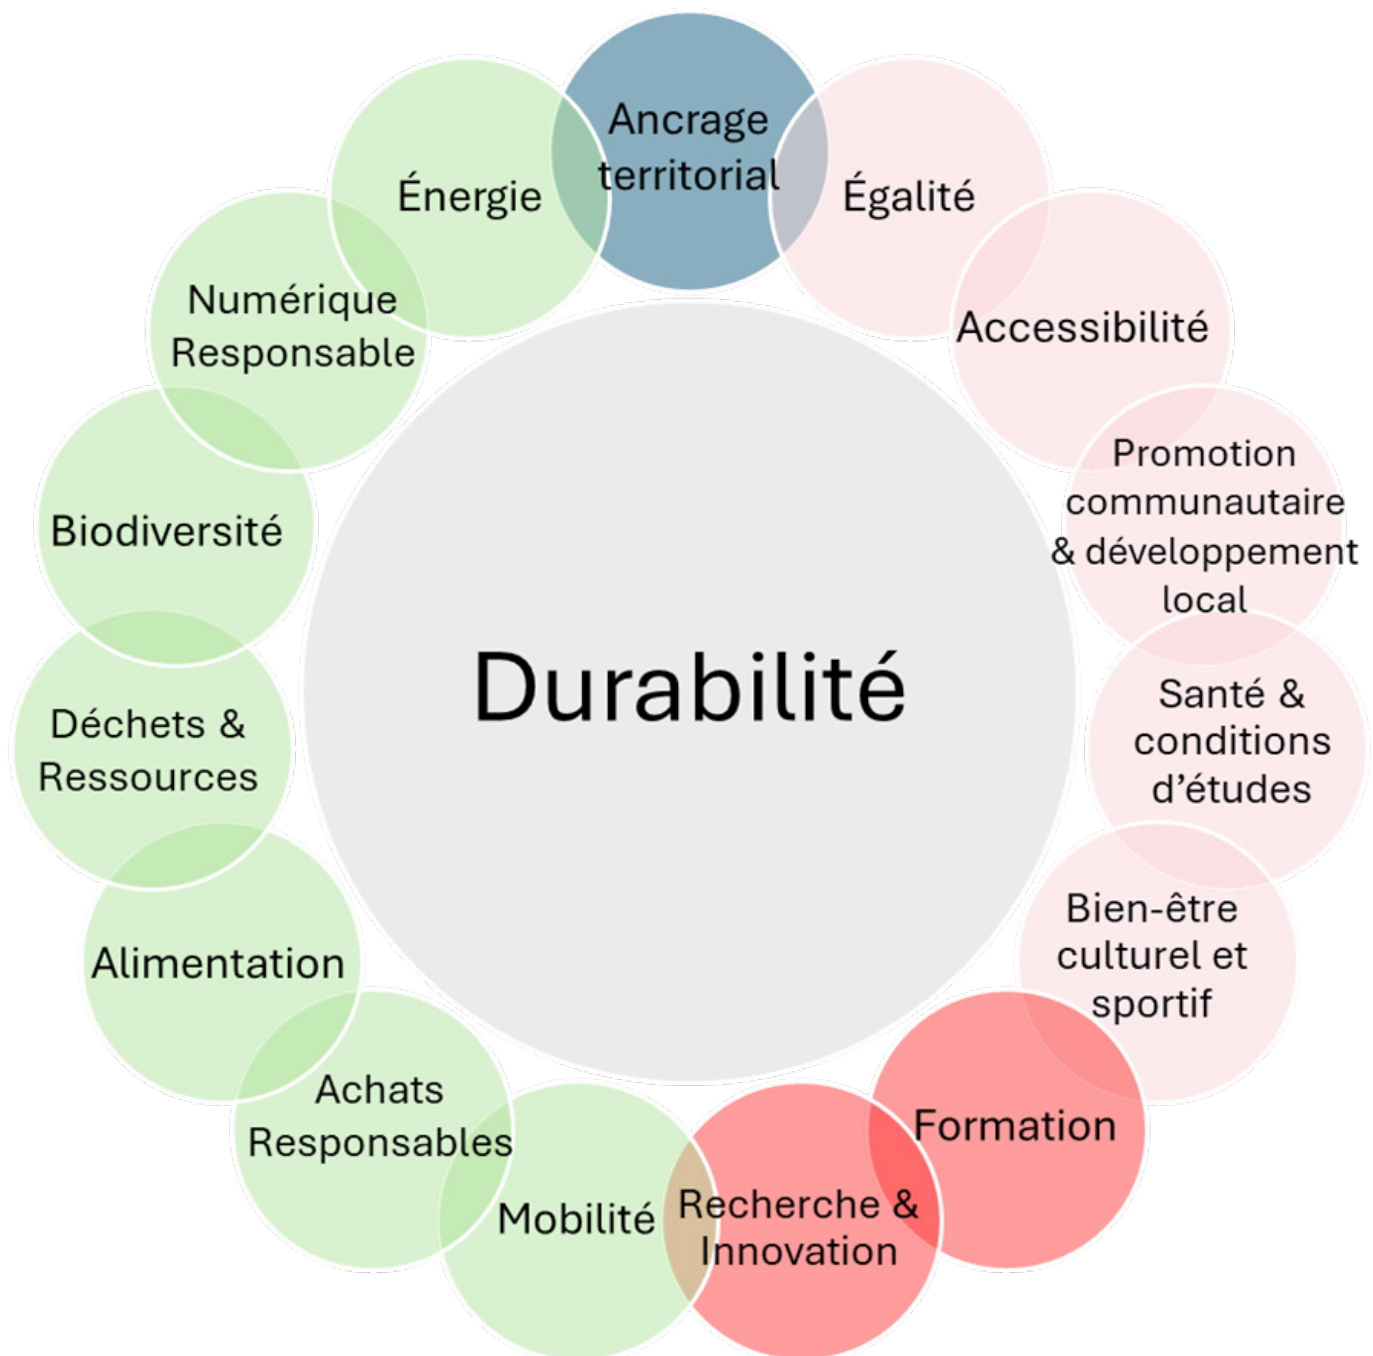 Ancrage
territorial
Égalité
Accessibilité
Promotion
communautaire
& développement
local
Santé &
conditions
d’études
Bien-être
culturel et
sportif
Formation
Recherche &
Innovation
Mobilité
Achats
Responsables
Alimentation
Déchets &
Ressources
Biodiversité
Numérique
Responsable
Énergie
Durabilité